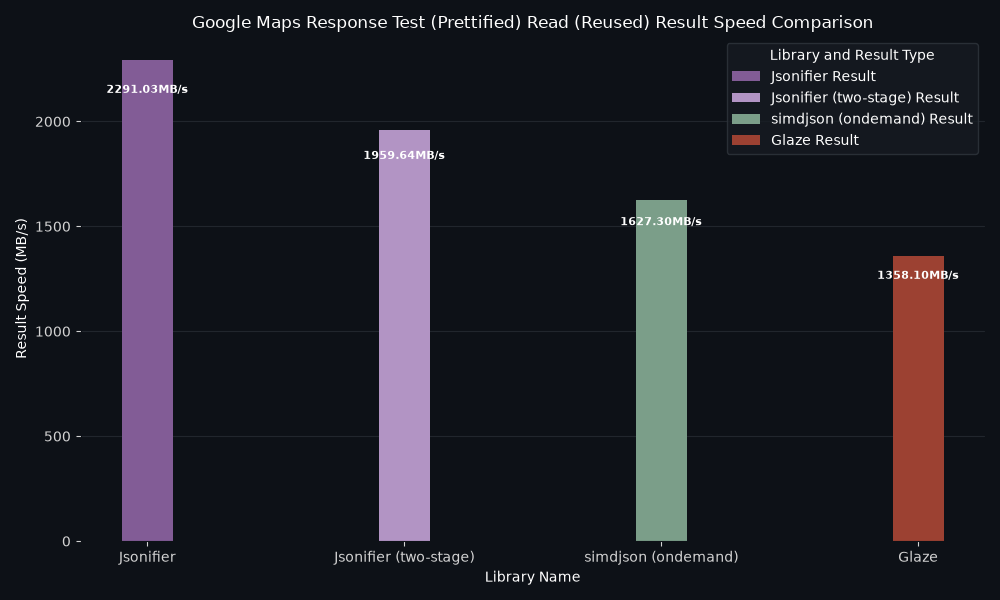 Google Maps Response Test (Prettified) Read (Reused) Result Speed Comparison
Library and Result Type
Jsonifier Result
Jsonifier (two-stage) Result
simdjson (ondemand) Result
Glaze Result
2291.03MB/s
1959.64MB/s
1627.30MB/s
1358.10MB/s
Result Speed (MB/s)
2000
1500
1000
500
0
Jsonifier
Jsonifier (two-stage)
simdjson (ondemand)
Glaze
Library Name